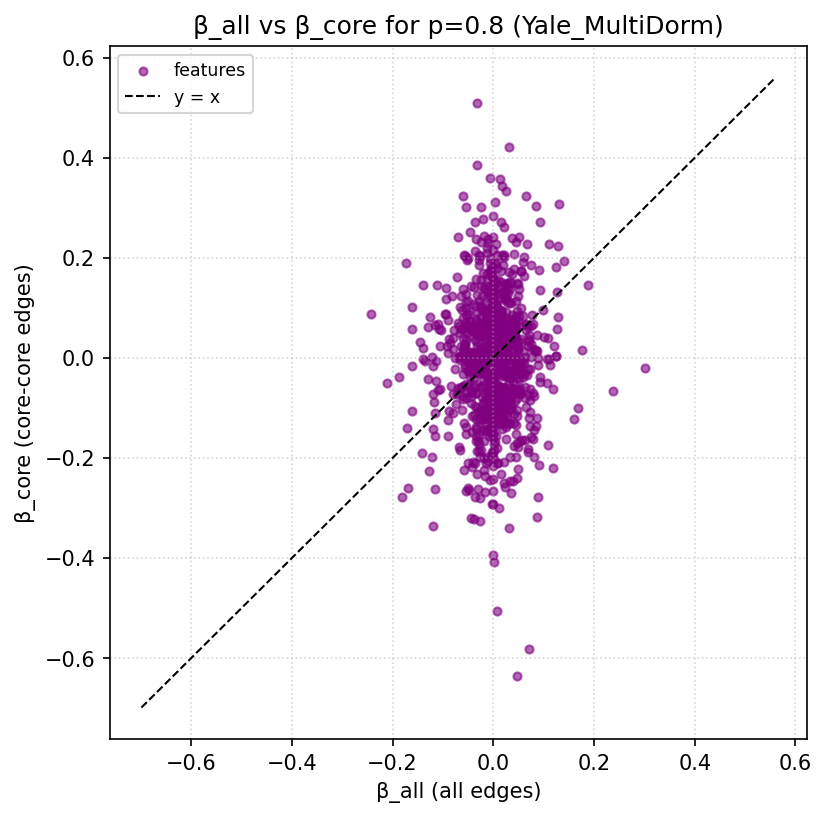 β_all vs β_core for p=0.8 (Yale_MultiDorm)
features
y = x
0.6
0.4
0.2
0.0
−0.2
−0.4
−0.6
β_core (core-core edges)
−0.6
−0.4
−0.2
0.0
0.2
0.4
0.6
β_all (all edges)